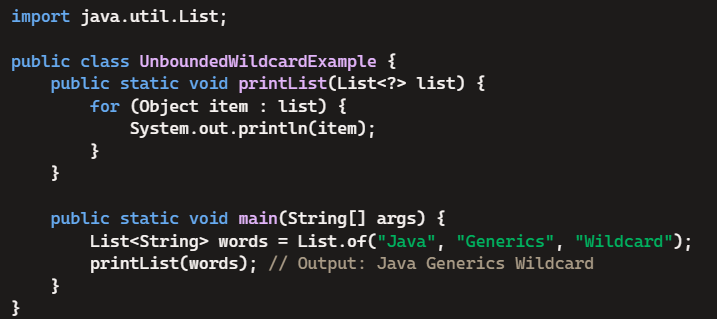 import java.util.List;
public class UnboundedWildcardExample {
    public static void printList(List<?> list) {
        for (Object item : list) {
            System.out.println(item);
        }
    }
    public static void main(String[] args) {
        List<String> words = List.of("Java", "Generics", "Wildcard");
        printList(words); // Output: Java Generics Wildcard
    }
}